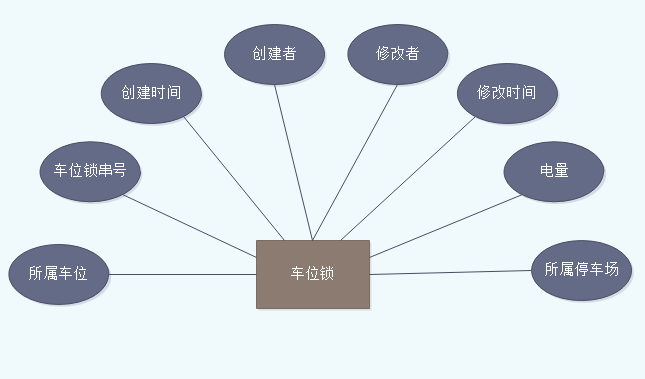 创建者
修改者
创建时间
修改时间
车位锁串号
电量
所属车位
车位锁
所属停车场